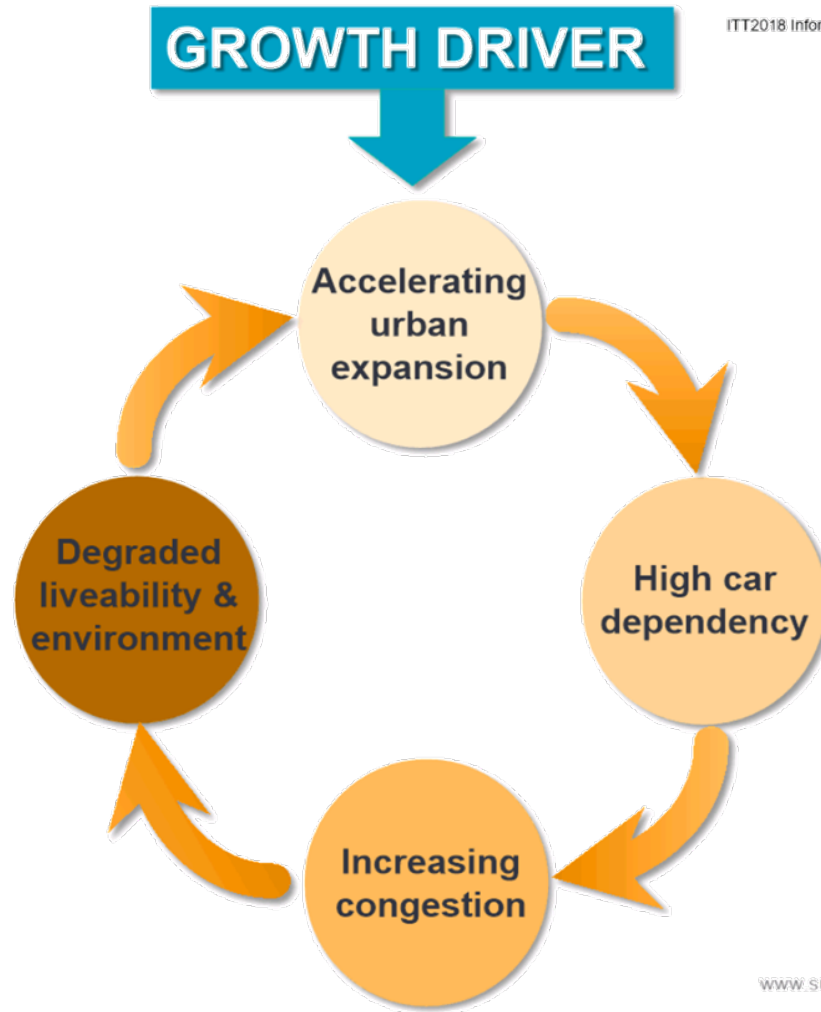 GROWTH DRIVER
ITT2018
Accelerating
urban
expansion
High car
dependency
Increasing
congestion
Degraded
liveability &
environment